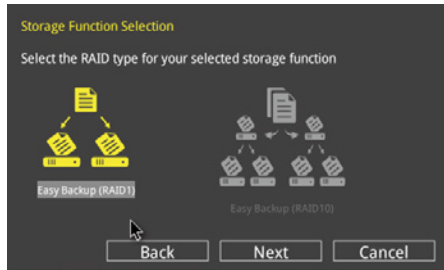 Storage Function Selection
Select the RAID type for your selected storage function
Easy Backup (RAID1)
Easy Backup (RAID10)
Back
Next
Cancel